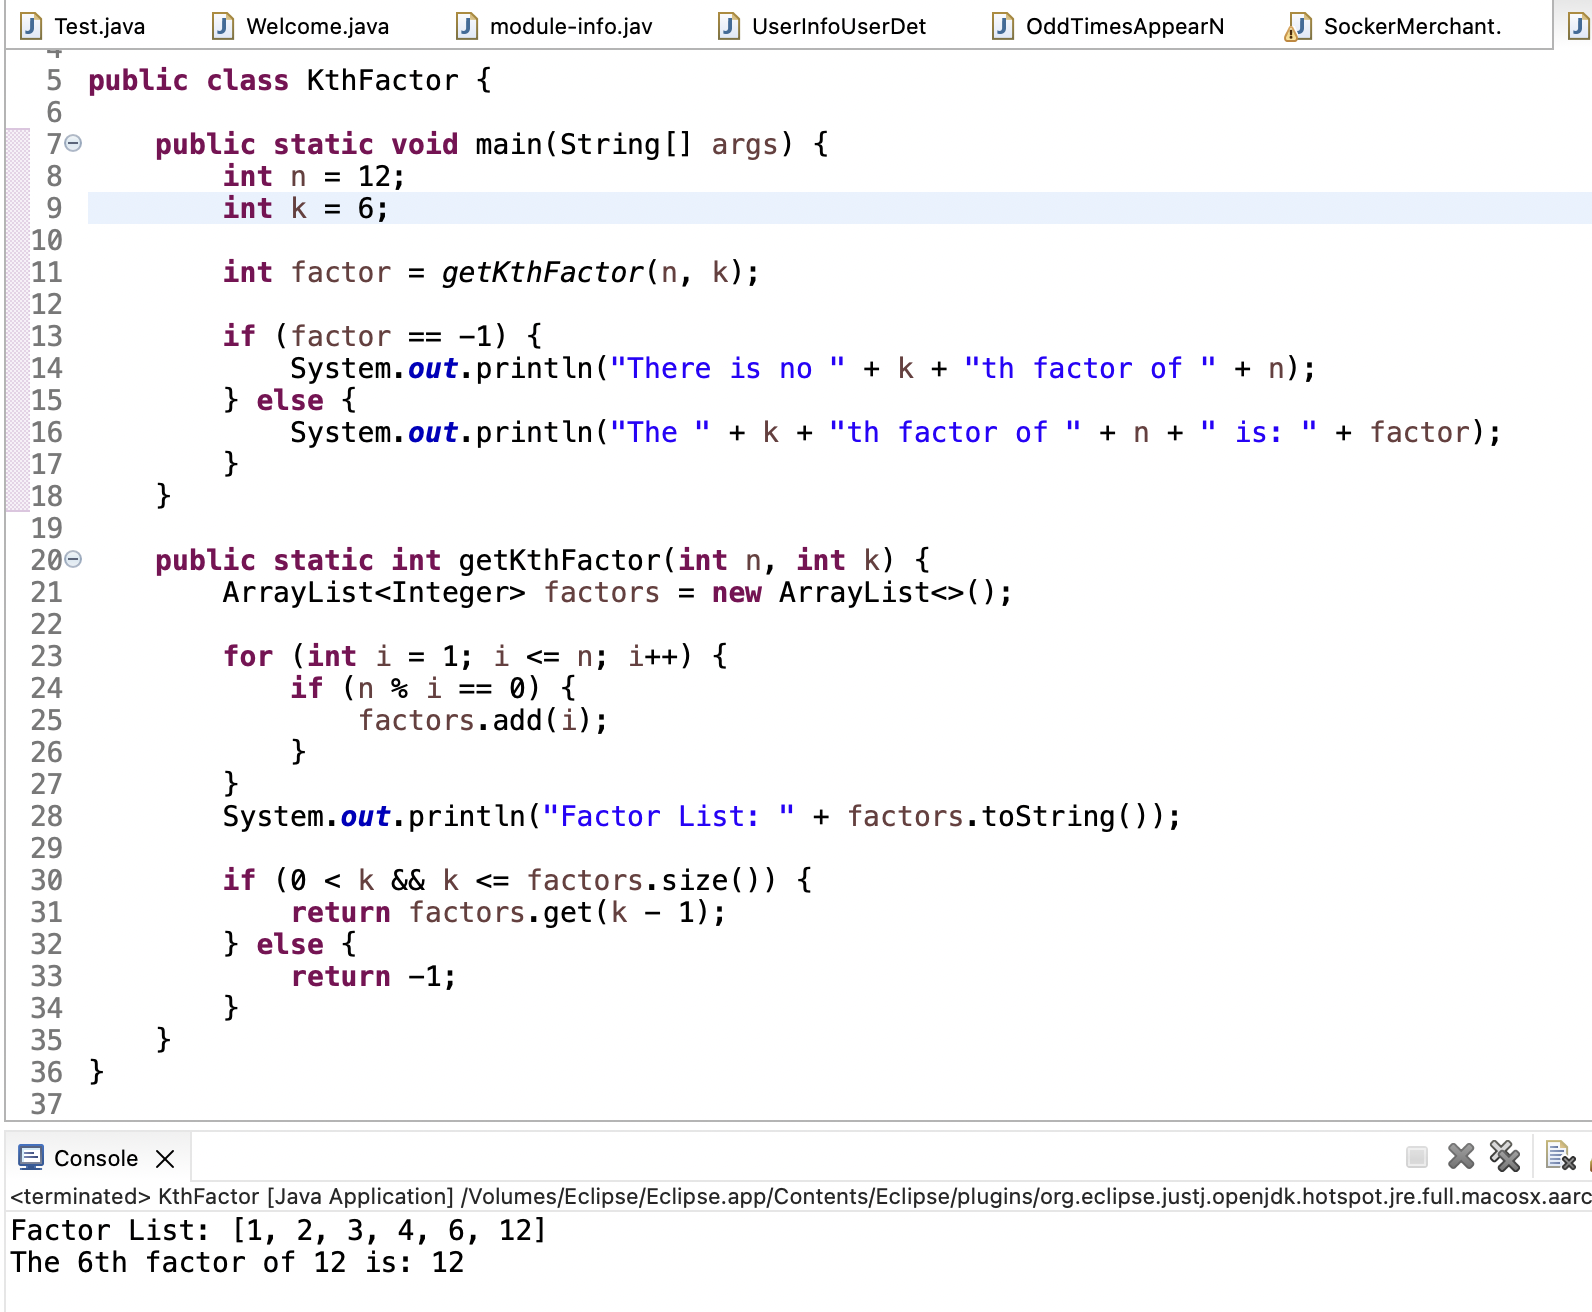 Test.java Welcome.java module-info.jav UserInfoUserDet OddTimesAppearN SockerMerchant.
5 public class KthFactor {
6
7 public static void main(String[] args) {
8 int n = 12;
9 int k = 6;
10
11 int factor = getKthFactor(n, k);
12
13 if (factor == -1) {
14 System.out.println("There is no " + k + "th factor of " + n);
15 } else {
16 System.out.println("The " + k + "th factor of " + n + " is: " + factor);
17 }
18 }
19
20 public static int getKthFactor(int n, int k) {
21 ArrayList<Integer> factors = new ArrayList<>();
22
23 for (int i = 1; i <= n; i++) {
24 if (n % i == 0) {
25 factors.add(i);
26 }
27 }
28 System.out.println("Factor List: " + factors.toString());
29
30 if (0 < k && k <= factors.size()) {
31 return factors.get(k - 1);
32 } else {
33 return -1;
34 }
35 }
36 }
37
Console
<terminated> KthFactor [Java Application] /Volumes/Eclipse/Eclipse.app/Contents/Eclipse/plugins/org.eclipse.justj.openjdk.hotspot.jre.full.macosx.aarc
Factor List: [1, 2, 3, 4, 6, 12]
The 6th factor of 12 is: 12